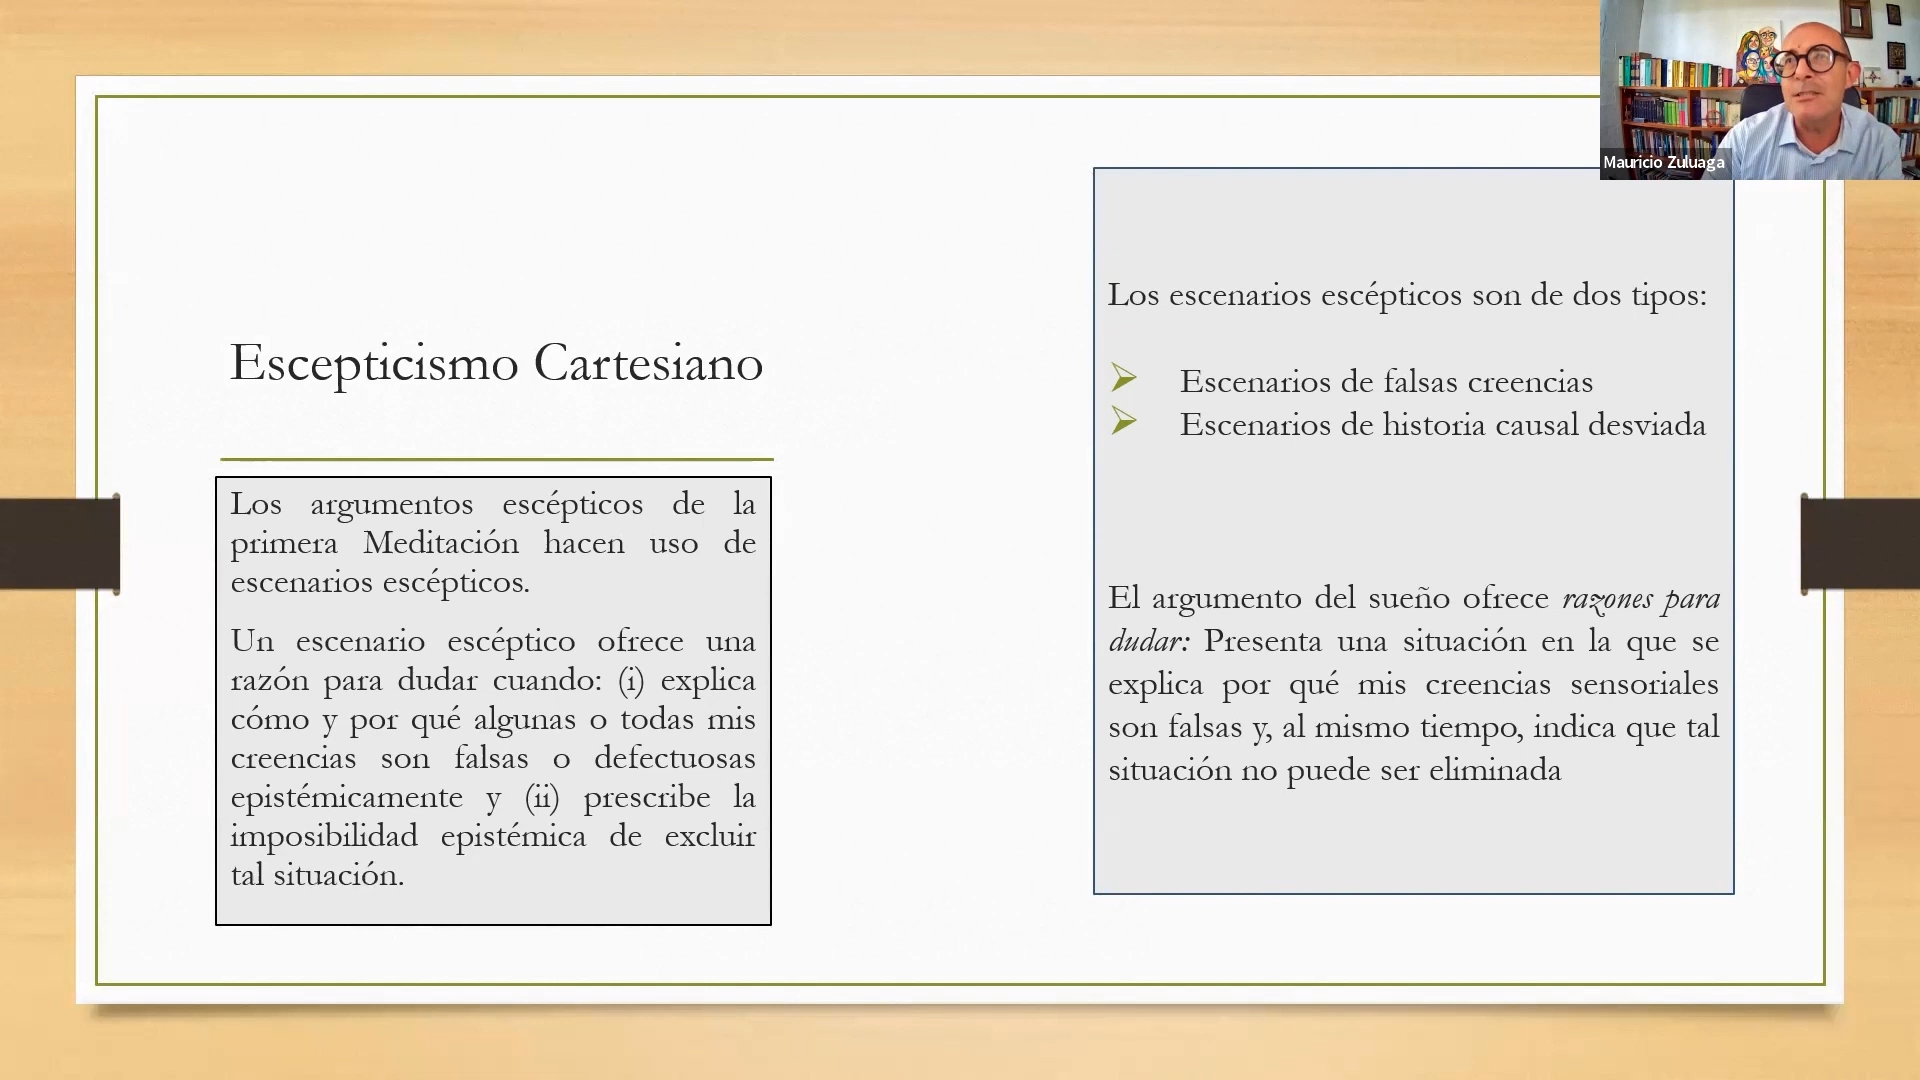 Mauricio Zuluaga
Escepticismo Cartesiano
Los argumentos escépticos de la
primera Meditación hacen uso de
escenarios escépticos.
Un escenario escéptico ofrece una
razón para dudar cuando: (i) explica
cómo y por qué algunas o todas mis
creencias son falsas o defectuosas
epistémicamente y (ii) prescribe la
imposibilidad epistémica de excluir
tal situación.
Los escenarios escépticos son de dos tipos:
Escenarios de falsas creencias
Escenarios de historia causal desviada
El argumento del sueño ofrece razones para
dudar: Presenta una situación en la que se
explica por qué mis creencias sensoriales
son falsas y, al mismo tiempo, indica que tal
situación no puede ser eliminada